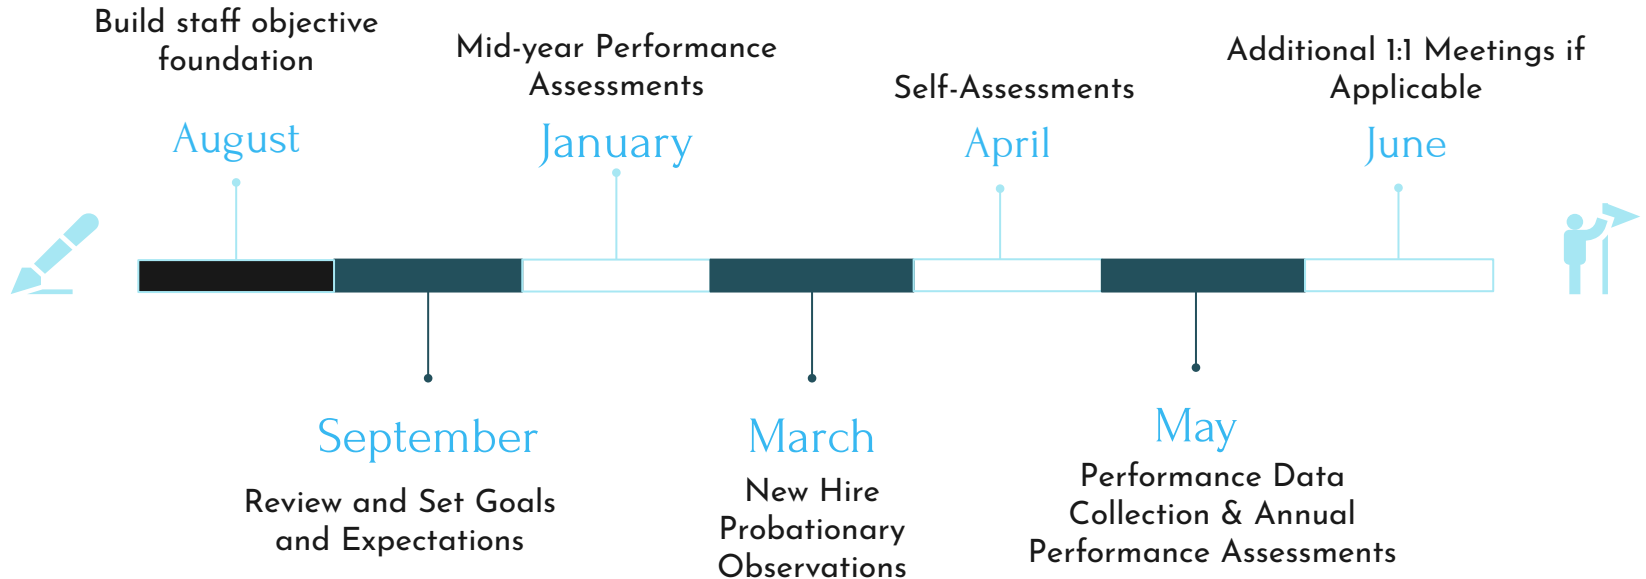 Build staff objective
foundation
August
Mid-year Performance
Assessments
January
Self-Assessments
April
Additional 1:1 Meetings if
Applicable
June
September
Review and Set Goals
and Expectations
March
New Hire
Probationary
Observations
May
Performance Data
Collection & Annual
Performance Assessments